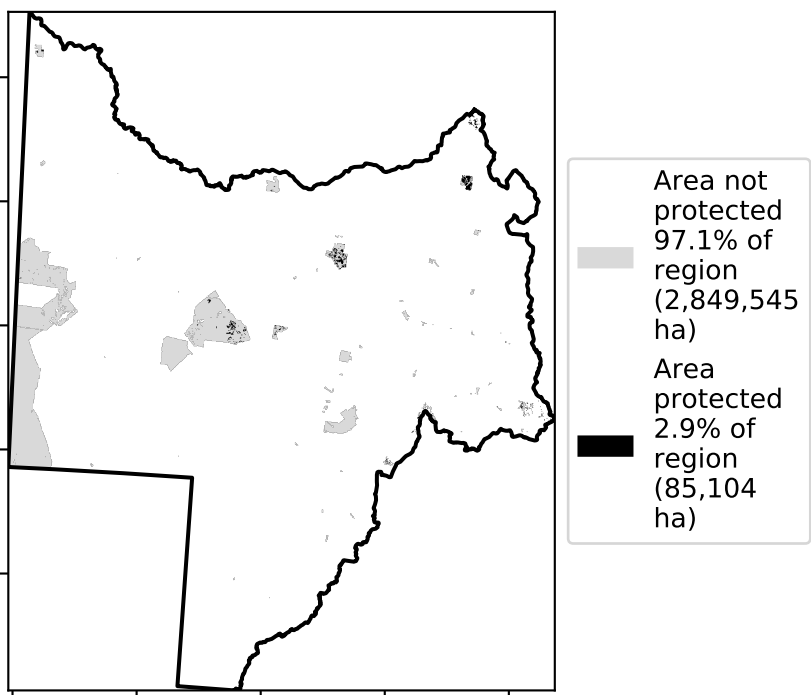 Area not
protected
97.1% of
region
(2,849,545
ha)
Area
protected
2.9% of
region
(85,104
ha)